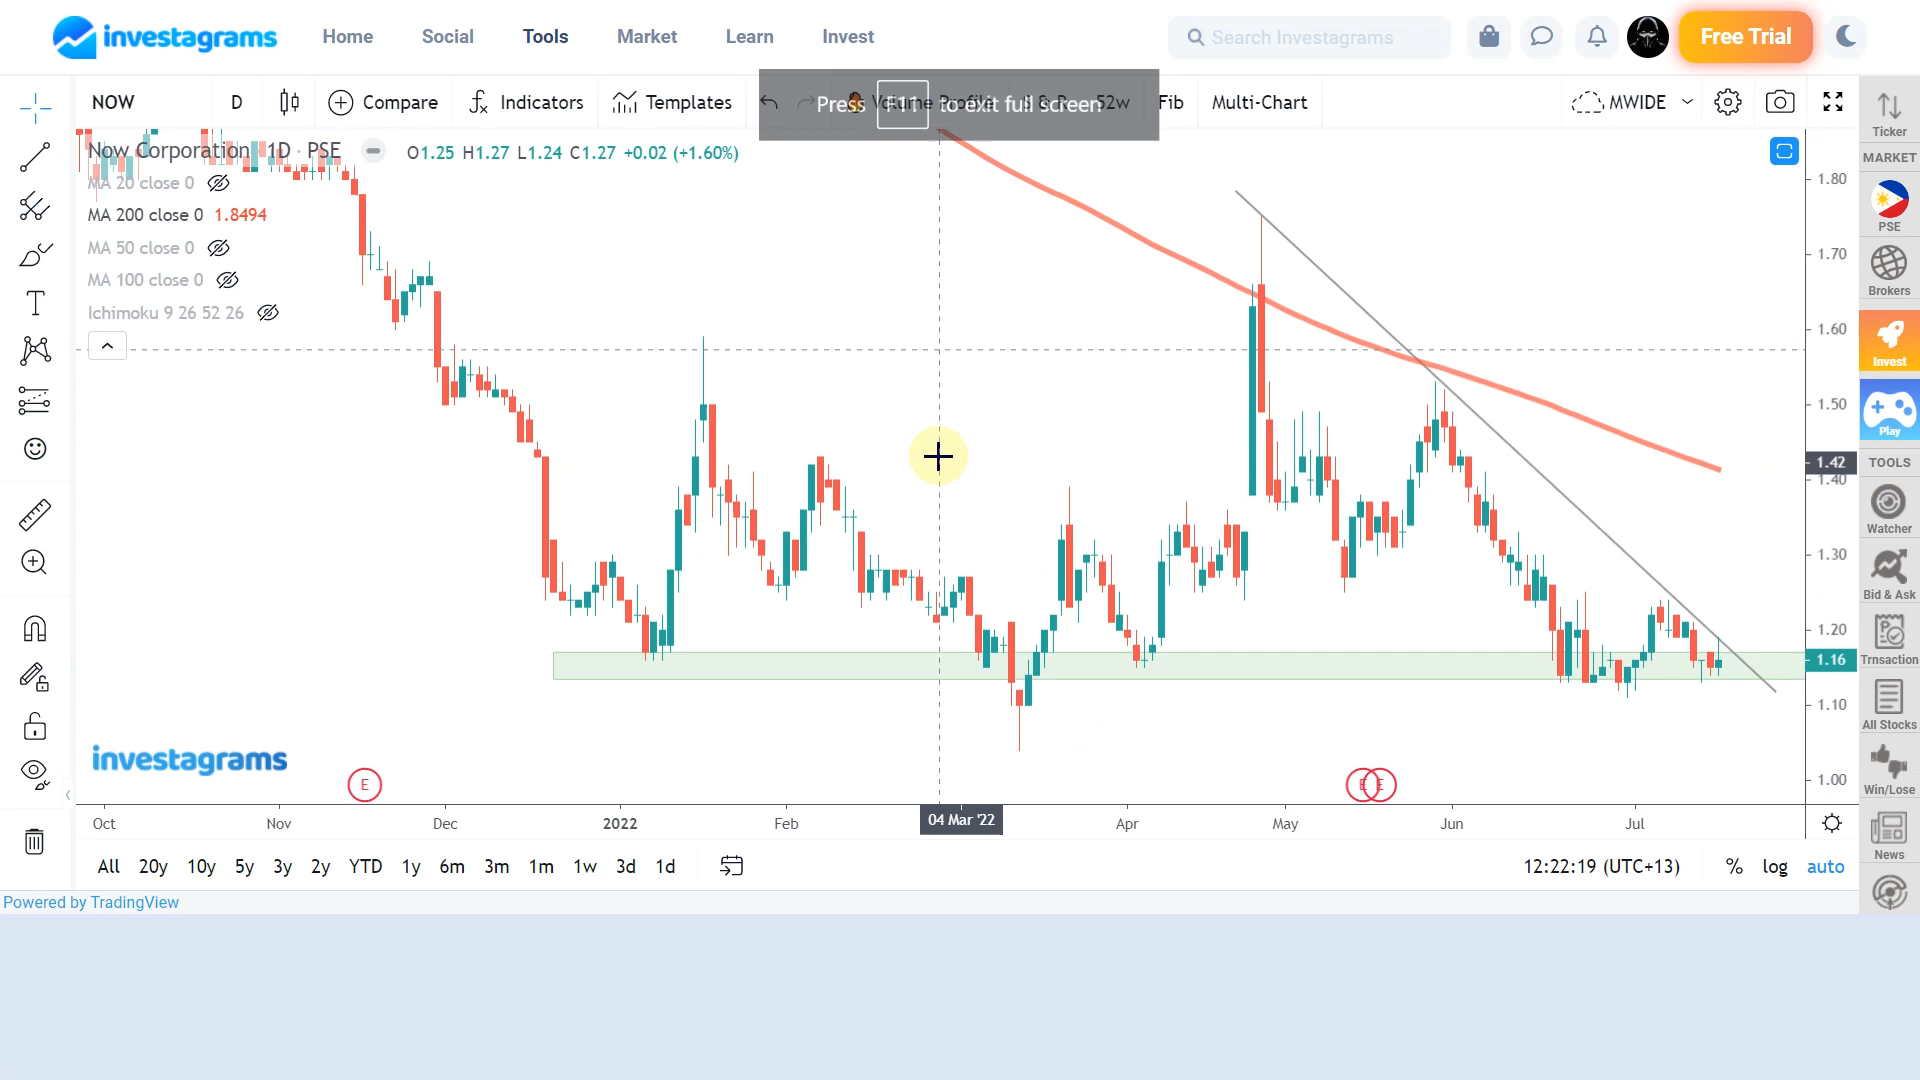 investagrams Home Social Tools Market Learn Invest Search Investagrams Free Trial
NOW D Compare Indicators Templates Volume Profile S & R 52w Fib Multi-Chart MWIDE
Press F11 to exit full screen
Now Corporation · 1D · PSE O1.25 H1.27 L1.24 C1.27 +0.02 (+1.60%)
MA 20 close 0
MA 200 close 0 1.8494
MA 50 close 0
MA 100 close 0
Ichimoku 9 26 52 26
1.80
1.70
1.60
1.50
1.42
1.40
1.30
1.20
1.16
1.10
1.00
investagrams
E
E E
Oct Nov Dec 2022 Feb 04 Mar '22 Apr May Jun Jul
All 20y 10y 5y 3y 2y YTD 1y 6m 3m 1m 1w 3d 1d 12:22:19 (UTC+13) % log auto
Powered by TradingView
Ticker
MARKET
PSE
Brokers
Invest
Play
TOOLS
Watcher
Bid & Ask
Trnsaction
All Stocks
Win/Lose
News